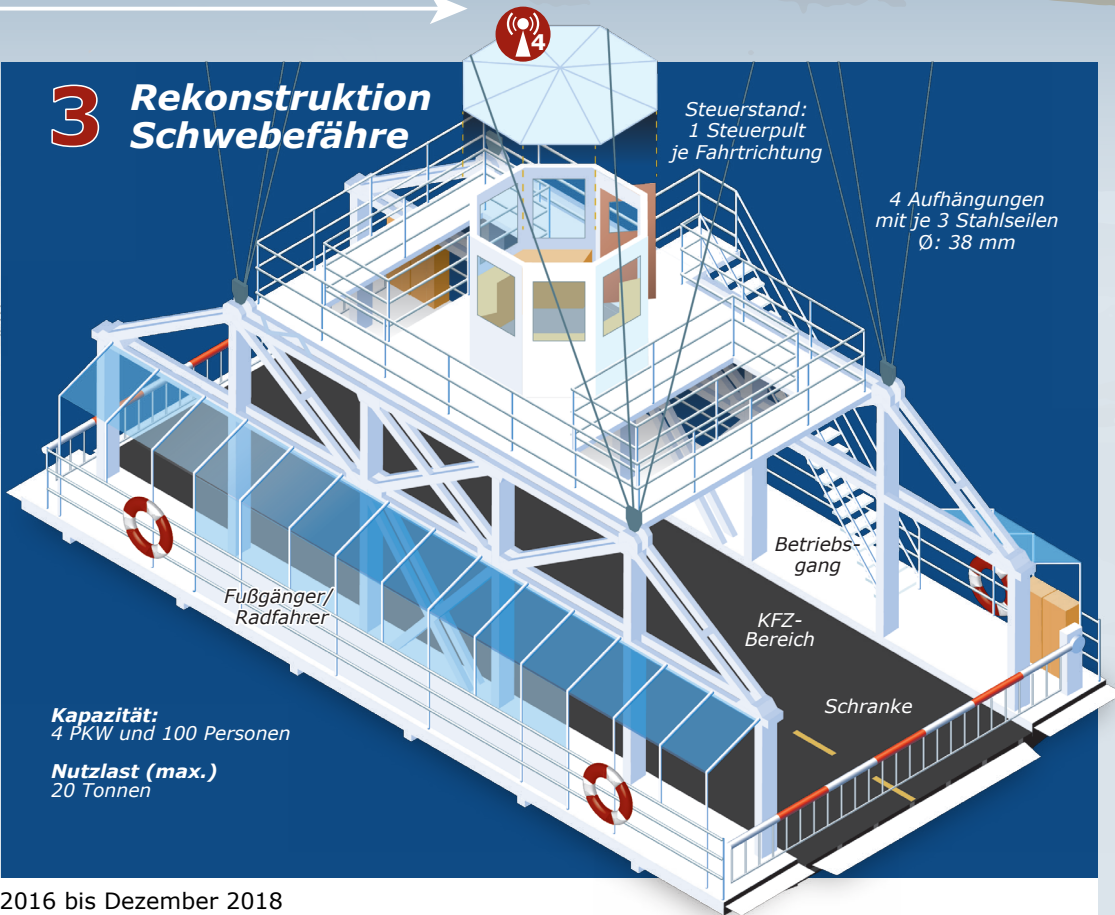 4
3
Rekonstruktion
Schwebefähre
Steuerstand:
1 Steuerpult
je Fahrtrichtung
4 Aufhängungen
mit je 3 Stahlseilen
Ø: 38 mm
Betriebs-
gang
Fußgänger/
Radfahrer
KFZ-
Bereich
Schranke
Kapazität:
4 PKW und 100 Personen
Nutzlast (max.)
20 Tonnen
2016 bis Dezember 2018